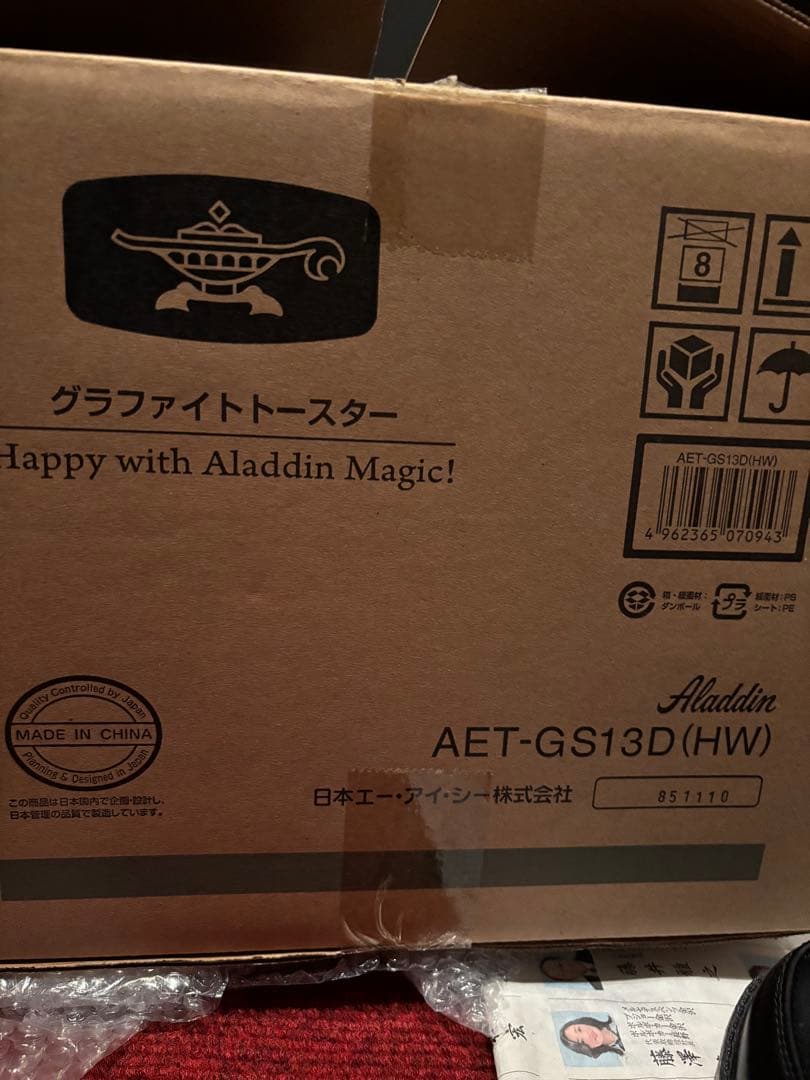 8
グラファイトトースター
Happy with Aladdin Magic!
AET-GS13D(HW)
4 962365 070943
箱・緩衝材:
ダンボール
プラ
緩衝材:PS
シート:PE
Quality Controlled by Japan
MADE IN CHINA
Planning & Designed in Japan
この商品は日本国内で企画・設計し、
日本管理の品質で製造しています。
Aladdin
AET-GS13D(HW)
日本エー・アイ・シー株式会社
851110
藤澤